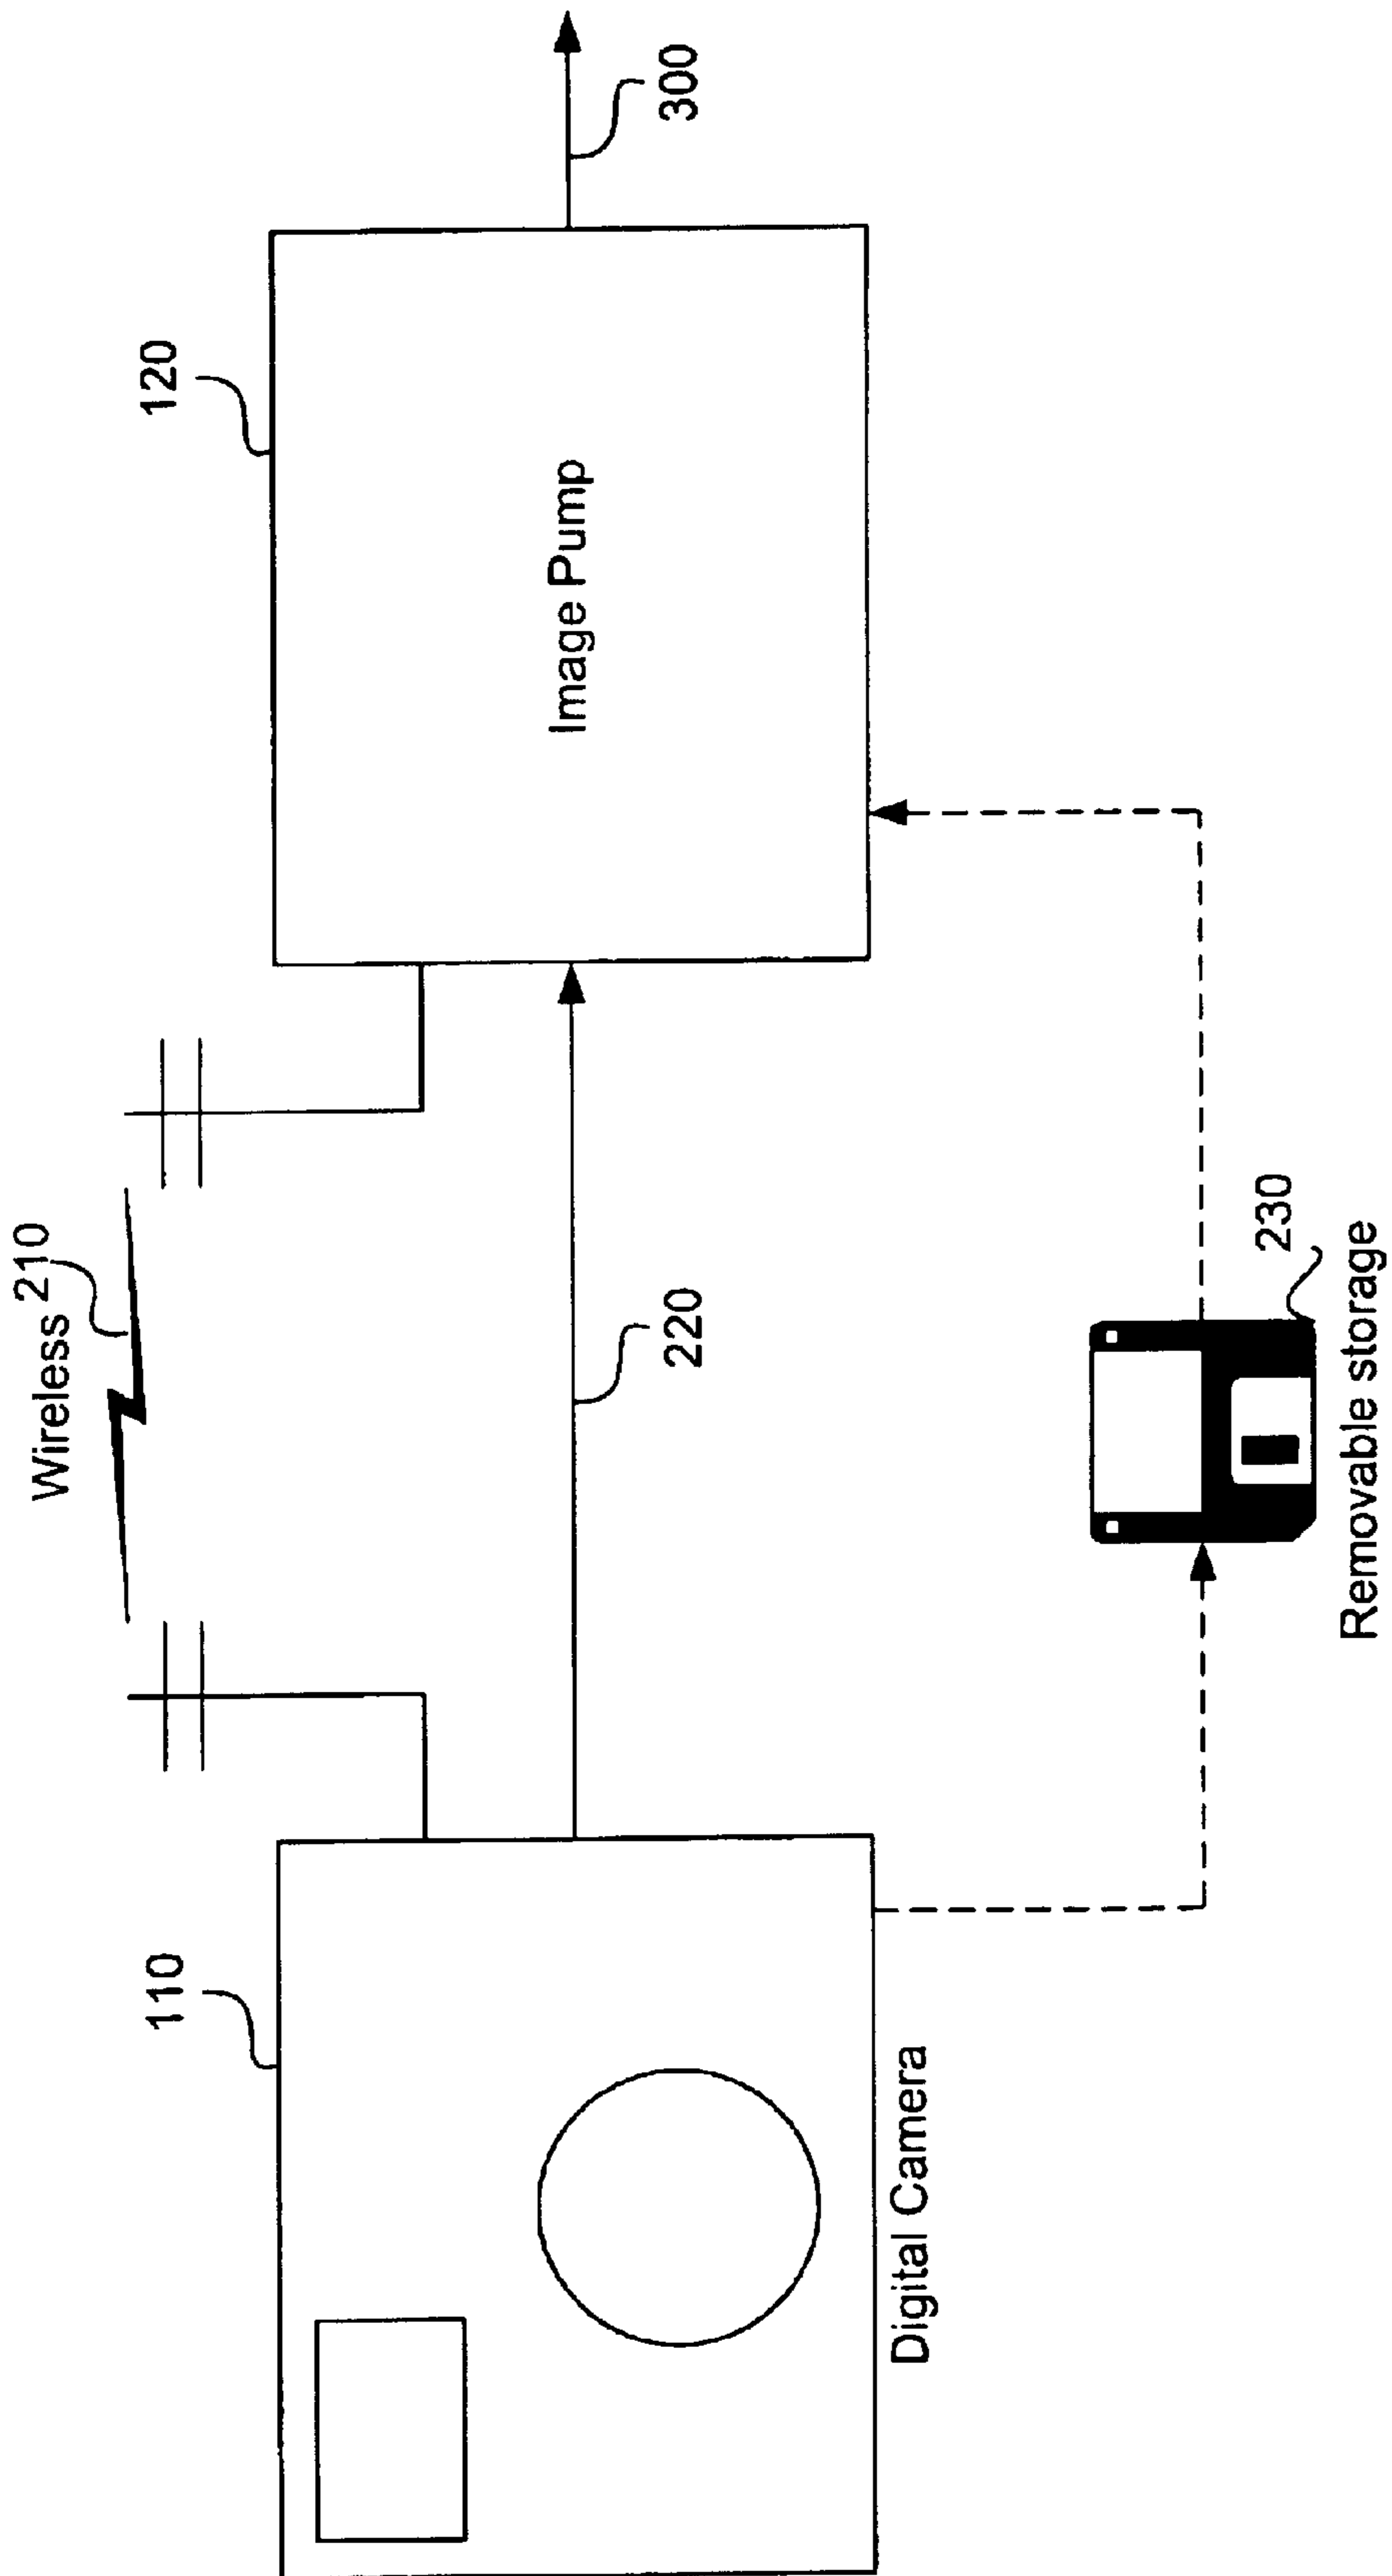 Wireless 210
110
120
Image Pump
300
220
Digital Camera
230
Removable storage